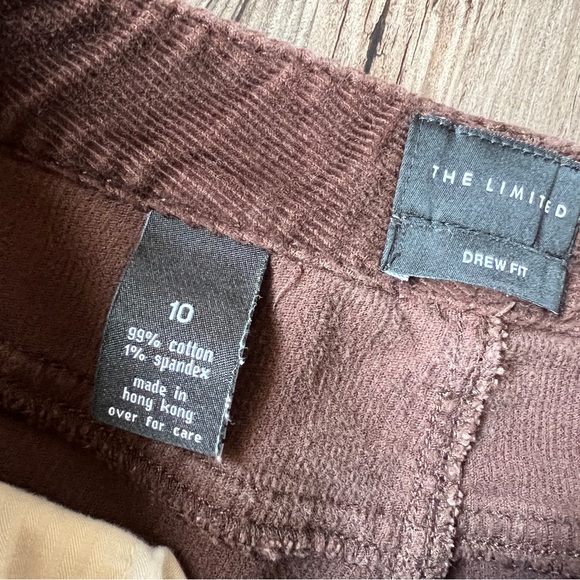 THE LIMITED
DREW FIT
10
99% cotton
1% spandex
made in
hong kong
over for care